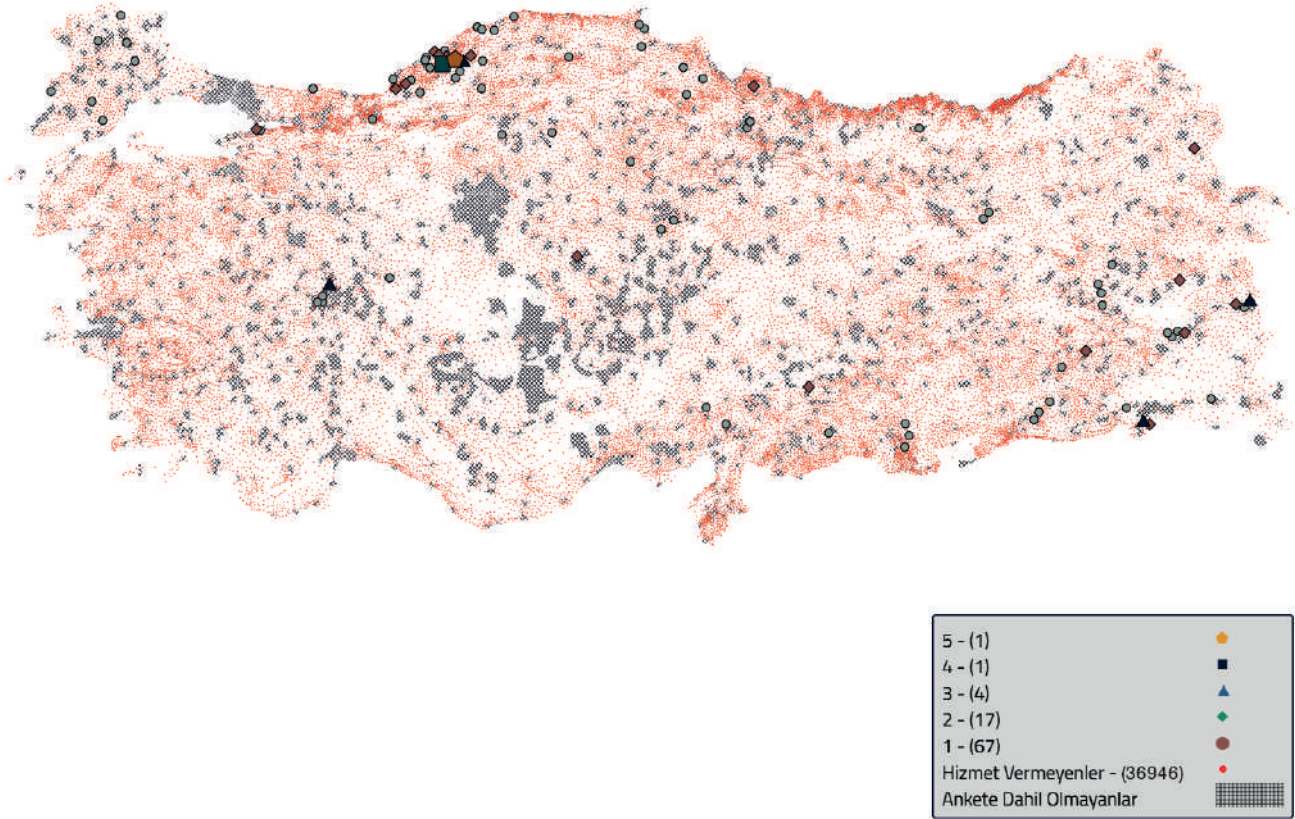 5 - (1)
4 - (1)
3 - (4)
2 - (17)
1 - (67)
Hizmet Vermeyenler - (36946)
Ankete Dahil Olmayanlar